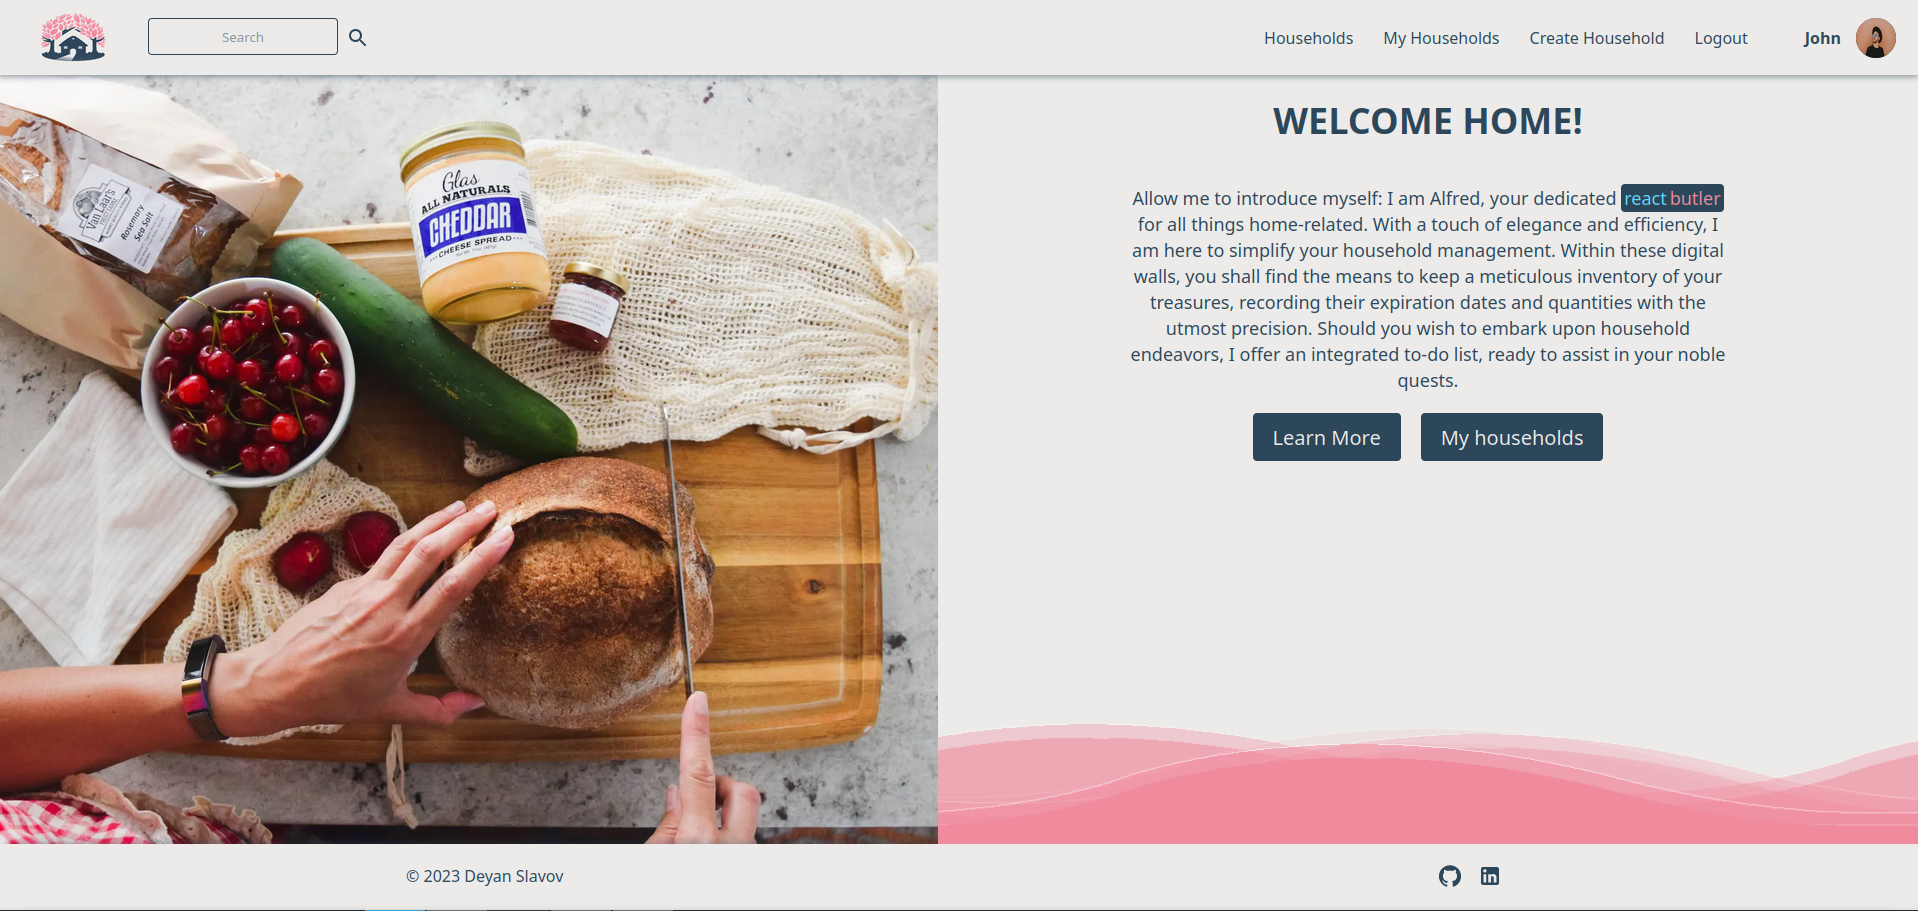 Search
Households My Households Create Household Logout John
WELCOME HOME!
Allow me to introduce myself: I am Alfred, your dedicated react butler
for all things home-related. With a touch of elegance and efficiency, I
am here to simplify your household management. Within these digital
walls, you shall find the means to keep a meticulous inventory of your
treasures, recording their expiration dates and quantities with the
utmost precision. Should you wish to embark upon household
endeavors, I offer an integrated to-do list, ready to assist in your noble
quests.
Learn More My households
Van Laar's
Rosemary
Sea Salt
Glas
ALL NATURALS
CHEDDAR
CHEESE SPREAD
© 2023 Deyan Slavov
in